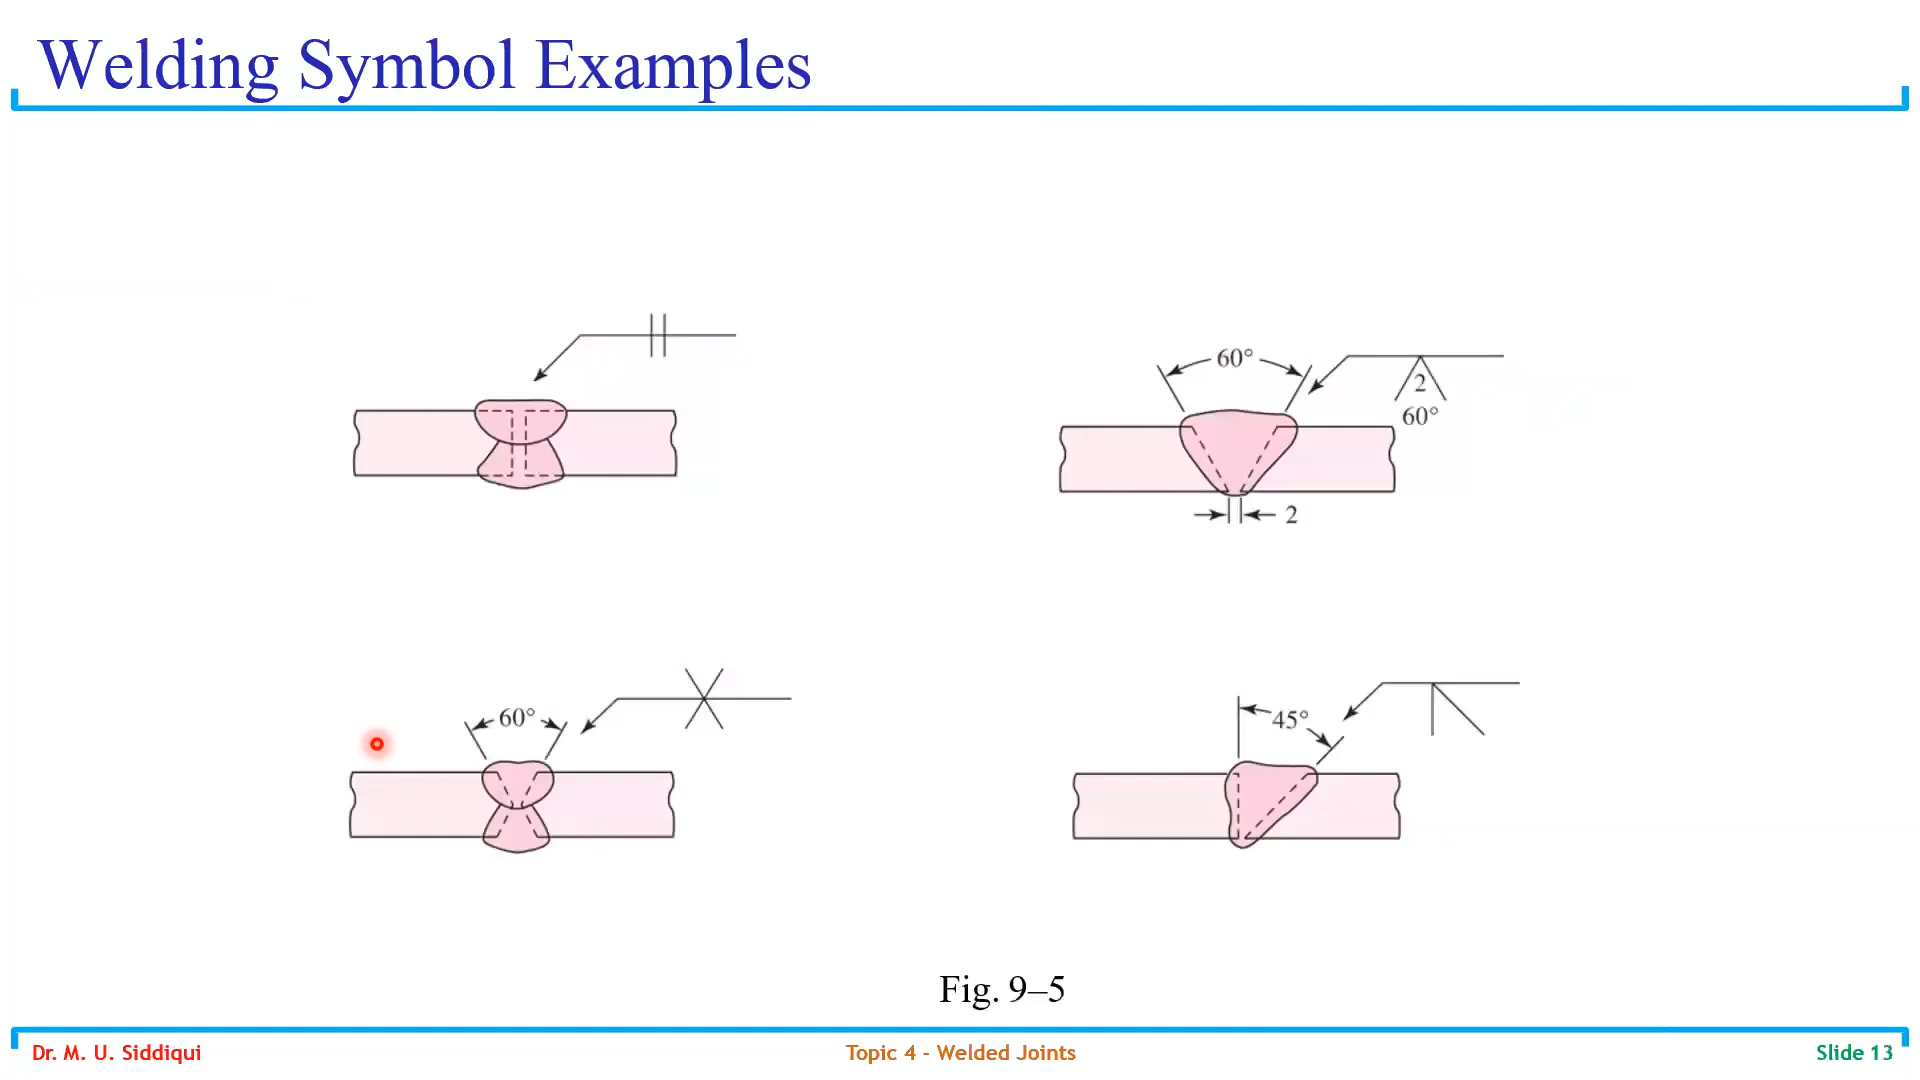 Welding Symbol Examples
60°
2
60°
2
60°
45°
Fig. 9–5
Dr. M. U. Siddiqui
Topic 4 - Welded Joints
Slide 13